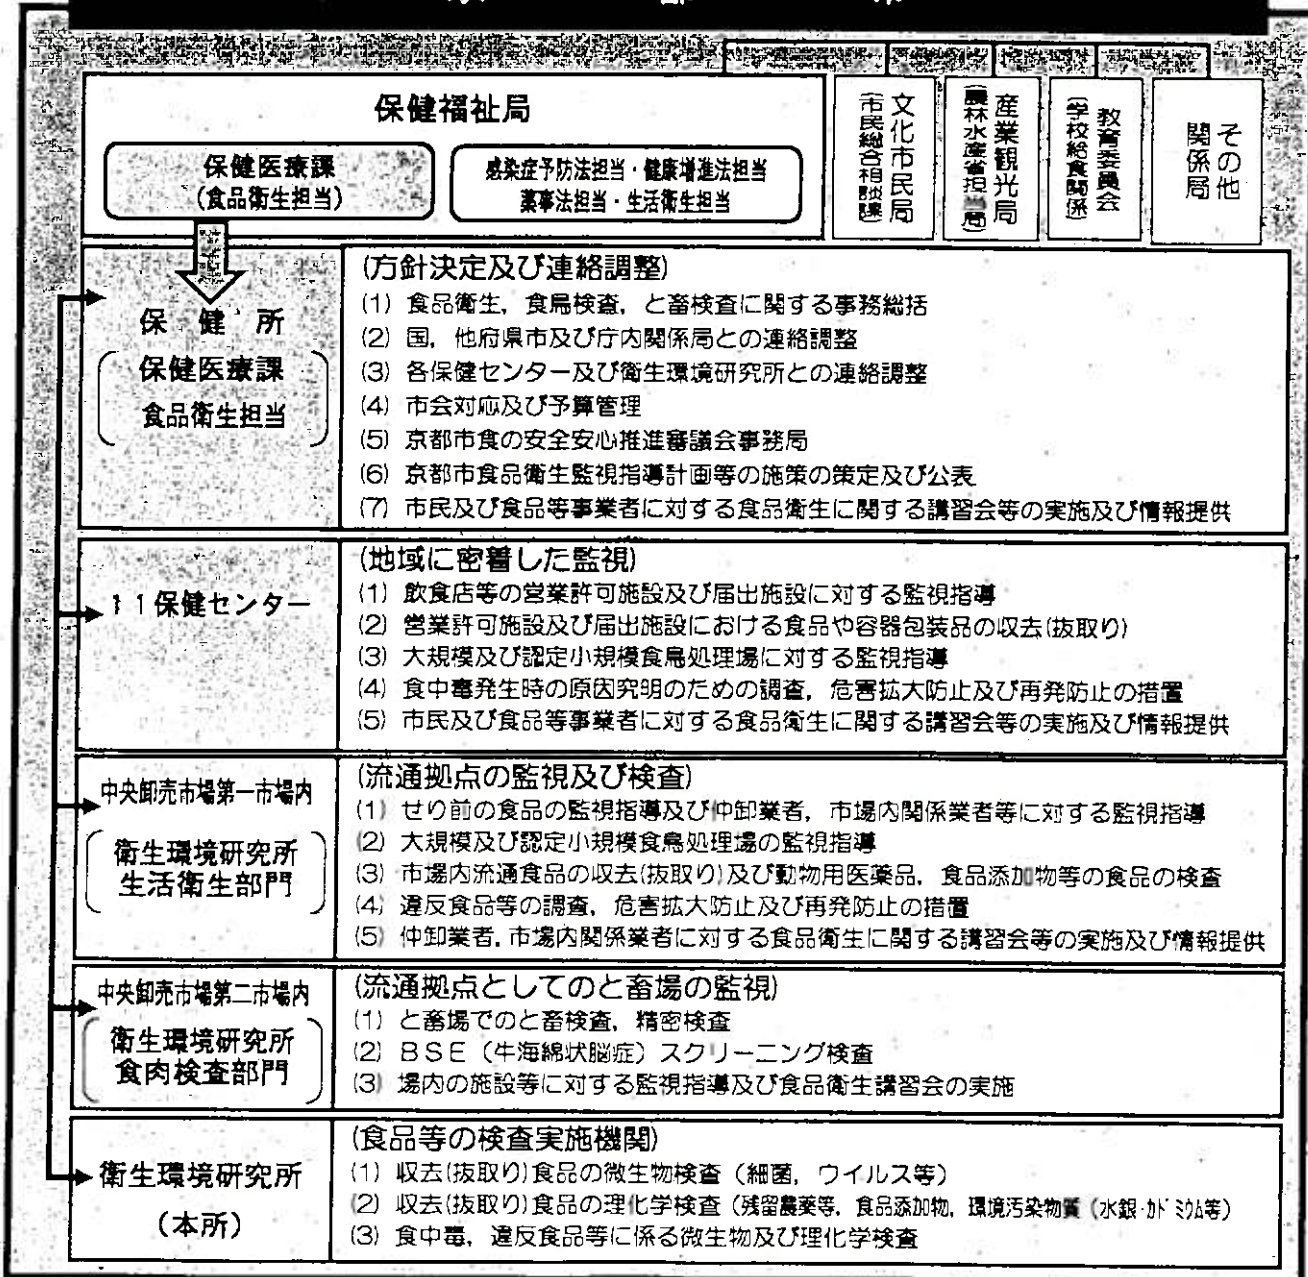 保健福祉局
保健医療課
(食品衛生担当)
感染症予防法担当・健康増進法担当
薬事法担当・生活衛生担当
文化市民局
(市民総合相談課)
産業観光局
(農林水産省担当局)
教育委員会
(学校給食関係)
その他
関係局
保健所
保健医療課
食品衛生担当
(方針決定及び連絡調整)
(1) 食品衛生，食鳥検査，と畜検査に関する事務総括
(2) 国，他府県市及び庁内関係局との連絡調整
(3) 各保健センター及び衛生環境研究所との連絡調整
(4) 市会対応及び予算管理
(5) 京都市食の安全安心推進審議会事務局
(6) 京都市食品衛生監視指導計画等の施策の策定及び公表
(7) 市民及び食品等事業者に対する食品衛生に関する講習会等の実施及び情報提供
11保健センター
(地域に密着した監視)
(1) 飲食店等の営業許可施設及び届出施設に対する監視指導
(2) 営業許可施設及び届出施設における食品や容器包装品の収去(抜取り)
(3) 大規模及び認定小規模食鳥処理場に対する監視指導
(4) 食中毒発生時の原因究明のための調査，危害拡大防止及び再発防止の措置
(5) 市民及び食品等事業者に対する食品衛生に関する講習会等の実施及び情報提供
中央卸売市場第一市場内
衛生環境研究所
生活衛生部門
(流通拠点の監視及び検査)
(1) せり前の食品の監視指導及び仲卸業者，市場内関係業者等に対する監視指導
(2) 大規模及び認定小規模食鳥処理場の監視指導
(3) 市場内流通食品の収去(抜取り)及び動物用医薬品，食品添加物等の食品の検査
(4) 違反食品等の調査，危害拡大防止及び再発防止の措置
(5) 仲卸業者，市場内関係業者に対する食品衛生に関する講習会等の実施及び情報提供
中央卸売市場第二市場内
衛生環境研究所
食肉検査部門
(流通拠点としてのと畜場の監視)
(1) と畜場でのと畜検査，精密検査
(2) BSE（牛海綿状脳症）スクリーニング検査
(3) 場内の施設等に対する監視指導及び食品衛生講習会の実施
衛生環境研究所
(本所)
(食品等の検査実施機関)
(1) 収去(抜取り)食品の微生物検査（細菌，ウイルス等）
(2) 収去(抜取り)食品の理化学検査（残留農薬等，食品添加物，環境汚染物質（水銀・カドミウム等）
(3) 食中毒，違反食品等に係る微生物及び理化学検査